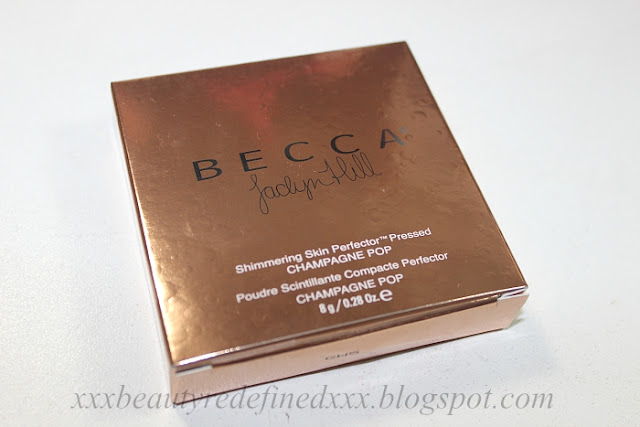 BECCA
Jaclyn Hill
Shimmering Skin Perfector™ Pressed
CHAMPAGNE POP
Poudre Scintillante Compacte Perfector
CHAMPAGNE POP
8 g / 0.28 Oz. ℮
xxxbeautyredefinedxxx.blogspot.com